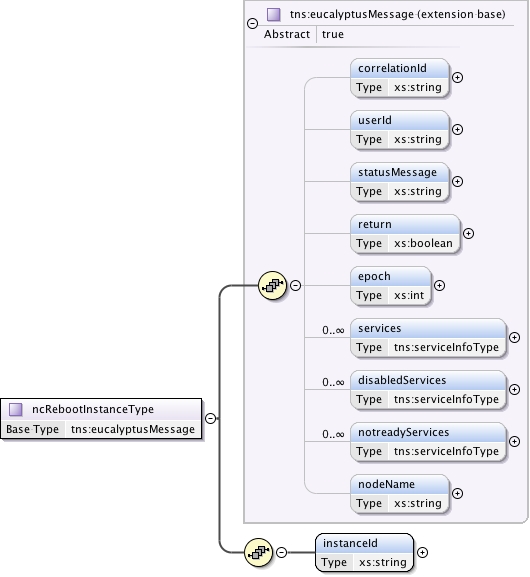 tns:eucalyptusMessage (extension base)
Abstract true
correlationId
Type xs:string
userId
Type xs:string
statusMessage
Type xs:string
return
Type xs:boolean
epoch
Type xs:int
0..∞ services
Type tns:serviceInfoType
0..∞ disabledServices
Type tns:serviceInfoType
0..∞ notreadyServices
Type tns:serviceInfoType
nodeName
Type xs:string
ncRebootInstanceType
Base Type tns:eucalyptusMessage
instanceId
Type xs:string